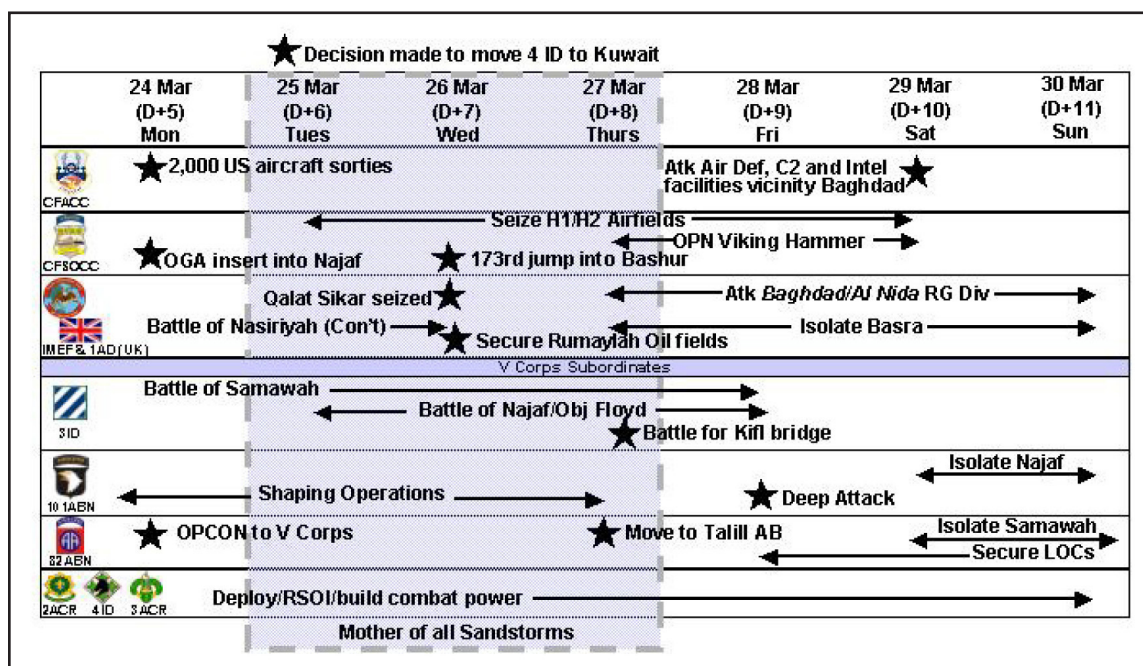 Decision made to move 4 ID to Kuwait
24 Mar 25 Mar 26 Mar 27 Mar 28 Mar 29 Mar 30 Mar
(D+5) (D+6) (D+7) (D+8) (D+9) (D+10) (D+11)
Mon Tues Wed Thurs Fri Sat Sun
2,000 US aircraft sorties
Atk Air Def, C2 and Intel
facilities vicinity Baghdad
CFACC
Seize H1/H2 Airfields
OPN Viking Hammer
OGA insert into Najaf
173rd jump into Bashur
CFSOCC
Qalat Sikar seized
Atk Baghdad/Al Nida RG Div
Battle of Nasiriyah (Con't)
Isolate Basra
Secure Rumaylah Oil fields
IMEF & 1AD(UK)
V Corps Subordinates
Battle of Samawah
Battle of Najaf/Obj Floyd
Battle for Kifl bridge
3ID
Isolate Najaf
Shaping Operations
Deep Attack
101ABN
OPCON to V Corps
Move to Talill AB
Isolate Samawah
Secure LOCs
AA
82ABN
Deploy/RSOI/build combat power
2ACR 4ID 3ACR
Mother of all Sandstorms